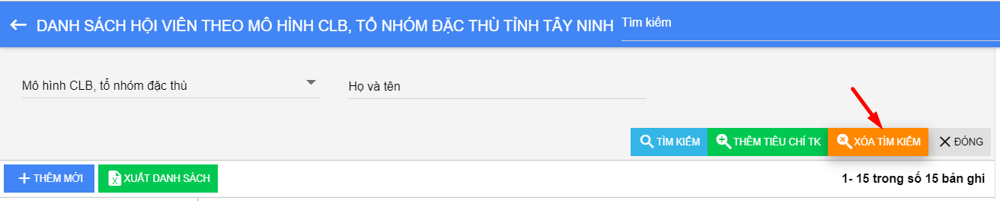 DANH SÁCH HỘI VIÊN THEO MÔ HÌNH CLB, TỔ NHÓM ĐẶC THÙ TỈNH TÂY NINH Tìm kiếm
Mô hình CLB, tổ nhóm đặc thù Họ và tên
TÌM KIẾM THÊM TIÊU CHÍ TK XÓA TÌM KIẾM ĐÓNG
THÊM MỚI XUẤT DANH SÁCH 1- 15 trong số 15 bản ghi